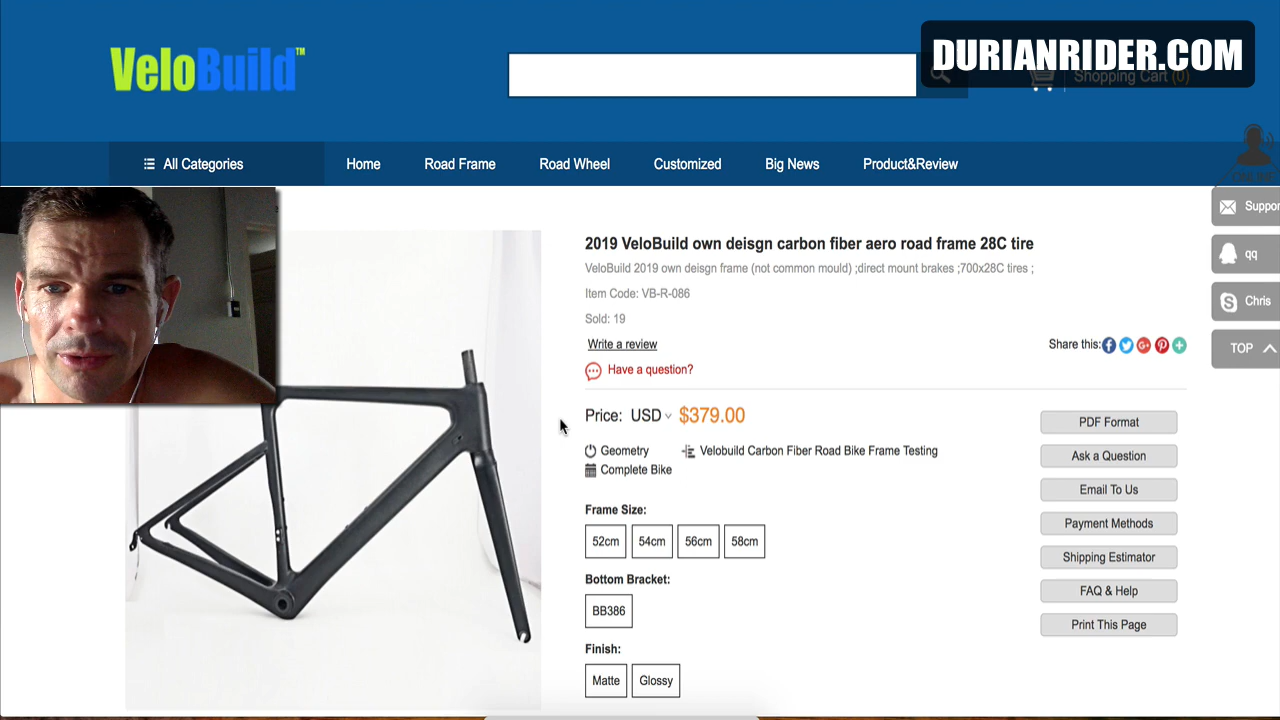 DURIANRIDER.COM
VeloBuild™
Shopping Cart (0)
All Categories
Home
Road Frame
Road Wheel
Customized
Big News
Product&Review
Suppor
qq
Chris
TOP
2019 VeloBuild own deisgn carbon fiber aero road frame 28C tire
VeloBuild 2019 own deisgn frame (not common mould) ;direct mount brakes ;700x28C tires ;
Item Code: VB-R-086
Sold: 19
Write a review
Share this:
Have a question?
Price: USD $379.00
Geometry
Velobuild Carbon Fiber Road Bike Frame Testing
Complete Bike
Frame Size:
52cm 54cm 56cm 58cm
Bottom Bracket:
BB386
Finish:
Matte Glossy
PDF Format
Ask a Question
Email To Us
Payment Methods
Shipping Estimator
FAQ & Help
Print This Page